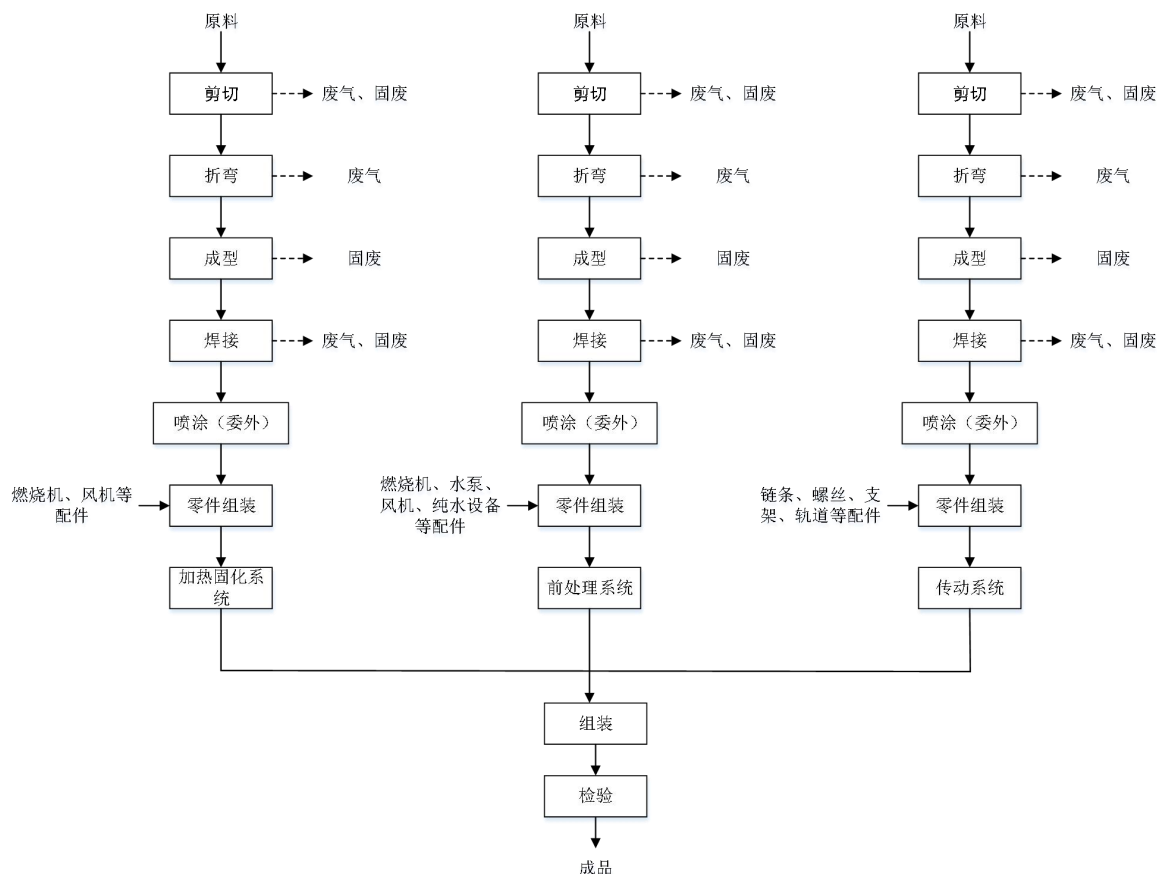 原料
原料
原料
剪切
废气、固废
剪切
废气、固废
剪切
废气、固废
折弯
废气
折弯
废气
折弯
废气
成型
固废
成型
固废
成型
固废
焊接
废气、固废
焊接
废气、固废
焊接
废气、固废
喷涂（委外）
喷涂（委外）
喷涂（委外）
燃烧机、风机等
配件
零件组装
燃烧机、水泵、
风机、纯水设备
等配件
零件组装
链条、螺丝、支
架、轨道等配件
零件组装
加热固化系
统
前处理系统
传动系统
组装
检验
成品